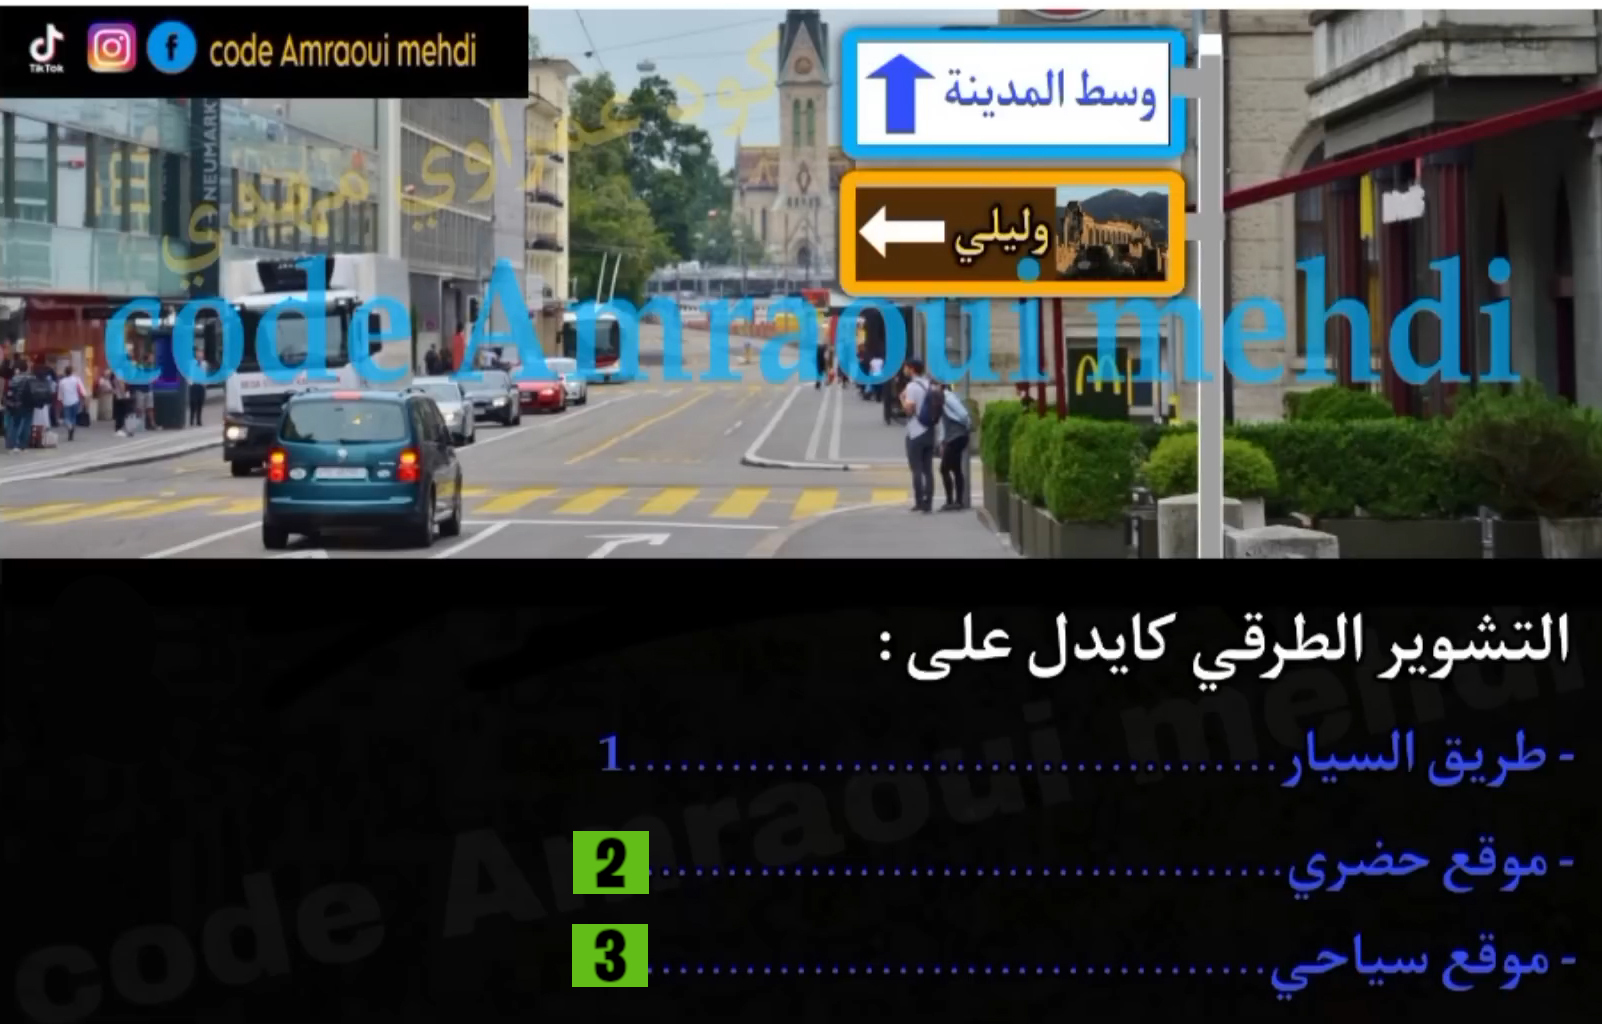 TikTok
code Amraoui mehdi
وسط المدينة
وليلي
NEUMARK
كود عمراوي مهدي
code Amraoui mehdi
التشوير الطرقي كايدل على :
- طريق السيار......................................1
- موقع حضري......................................2
- موقع سياحي......................................3
code Amraoui mehdi